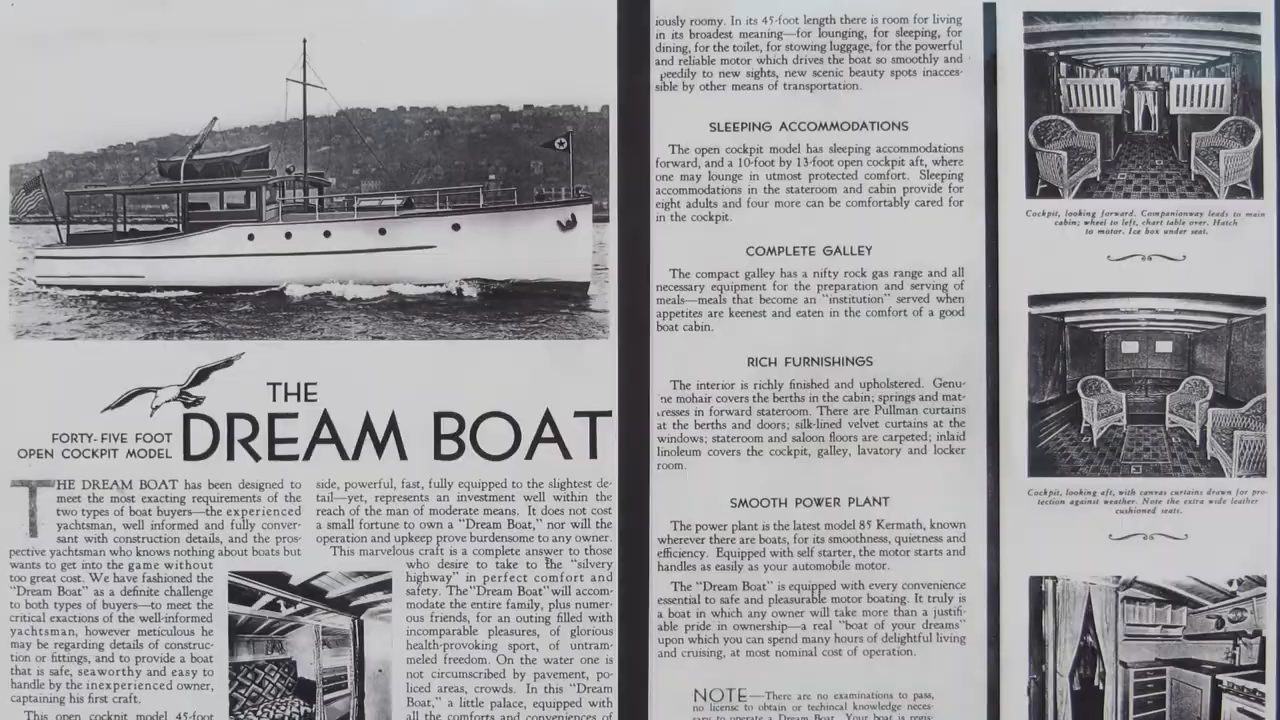 THE
DREAM BOAT
FORTY-FIVE FOOT
OPEN COCKPIT MODEL
THE DREAM BOAT has been designed to
meet the most exacting requirements of the
two types of boat buyers—the experienced
yachtsman, well informed and fully conver-
sant with construction details, and the pros-
pective yachtsman who knows nothing about boats but
wants to get into the game without
too great cost. We have fashioned the
"Dream Boat" as a definite challenge
to both types of buyers—to meet the
critical exactions of the well-informed
yachtsman, however meticulous he
may be regarding details of construc-
tion or fittings, and to provide a boat
that is safe, seaworthy and easy to
handle by the inexperienced owner,
captaining his first craft.
This open cockpit model 45-foot
side, powerful, fast, fully equipped to the slightest de-
tail—yet, represents an investment well within the
reach of the man of moderate means. It does not cost
a small fortune to own a "Dream Boat," nor will the
operation and upkeep prove burdensome to any owner.
This marvelous craft is a complete answer to those
who desire to take to the "silvery
highway" in perfect comfort and
safety. The "Dream Boat" will accom-
modate the entire family, plus numer-
ous friends, for an outing filled with
incomparable pleasures, of glorious
health-provoking sport, of untram-
meled freedom. On the water one is
not circumscribed by pavement, po-
liced areas, crowds. In this "Dream
Boat," a little palace, equipped with
all the comforts and conveniences of
iously roomy. In its 45-foot length there is room for living
in its broadest meaning—for lounging, for sleeping, for
dining, for the toilet, for stowing luggage, for the powerful
and reliable motor which drives the boat so smoothly and
peedily to new sights, new scenic beauty spots inacces-
sible by other means of transportation.
SLEEPING ACCOMMODATIONS
The open cockpit model has sleeping accommodations
forward, and a 10-foot by 13-foot open cockpit aft, where
one may lounge in utmost protected comfort. Sleeping
accommodations in the stateroom and cabin provide for
eight adults and four more can be comfortably cared for
in the cockpit.
COMPLETE GALLEY
The compact galley has a nifty rock gas range and all
necessary equipment for the preparation and serving of
meals—meals that become an "institution" served when
appetites are keenest and eaten in the comfort of a good
boat cabin.
RICH FURNISHINGS
The interior is richly finished and upholstered. Genu-
ne mohair covers the berths in the cabin; springs and mat-
tresses in forward stateroom. There are Pullman curtains
at the berths and doors; silk-lined velvet curtains at the
windows; stateroom and saloon floors are carpeted; inlaid
linoleum covers the cockpit, galley, lavatory and locker
room.
SMOOTH POWER PLANT
The power plant is the latest model 85 Kermath, known
wherever there are boats, for its smoothness, quietness and
efficiency. Equipped with self starter, the motor starts and
handles as easily as your automobile motor.
The "Dream Boat" is equipped with every convenience
essential to safe and pleasurable motor boating. It truly is
a boat in which any owner will take more than a justifi-
able pride in ownership—a real "boat of your dreams"
upon which you can spend many hours of delightful living
and cruising, at most nominal cost of operation.
NOTE—There are no examinations to pass,
no license to obtain or techincal knowledge neces-
sary to operate a Dream Boat. Your boat is regis-
Cockpit, looking forward. Companionway leads to main
cabin; wheel to left, chart table over. Hatch
to motor. Ice box under seat.
Cockpit, looking aft, with canvas curtains drawn for pro-
tection against weather. Note the extra wide leather
cushioned seats.